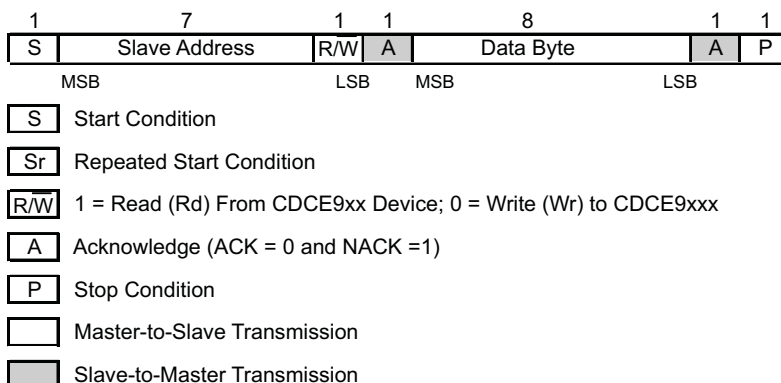 1 7 1 1 8 1 1
S Slave Address R/W̅ A Data Byte A P
MSB LSB MSB LSB
S Start Condition
Sr Repeated Start Condition
R/W̅ 1 = Read (Rd) From CDCE9xx Device; 0 = Write (Wr) to CDCE9xxx
A Acknowledge (ACK = 0 and NACK =1)
P Stop Condition
Master-to-Slave Transmission
Slave-to-Master Transmission